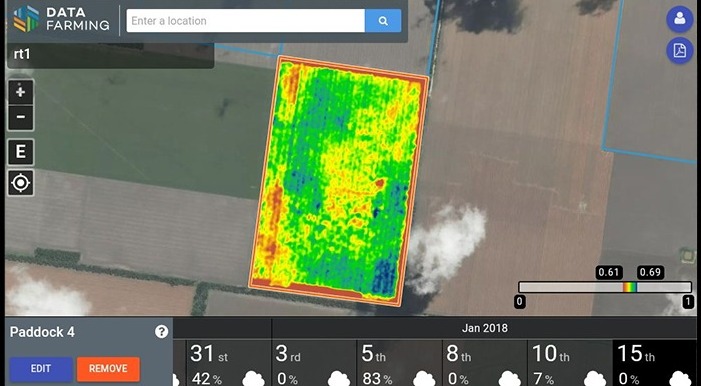 DATA
FARMING
Enter a location
rt1
+
−
E
0.61 0.69
0 1
Paddock 4 ?
EDIT REMOVE
Jan 2018
31 st 3 rd 5 th 8 th 10 th 15 th
42 % 0 % 83 % 0 % 7 % 0 %